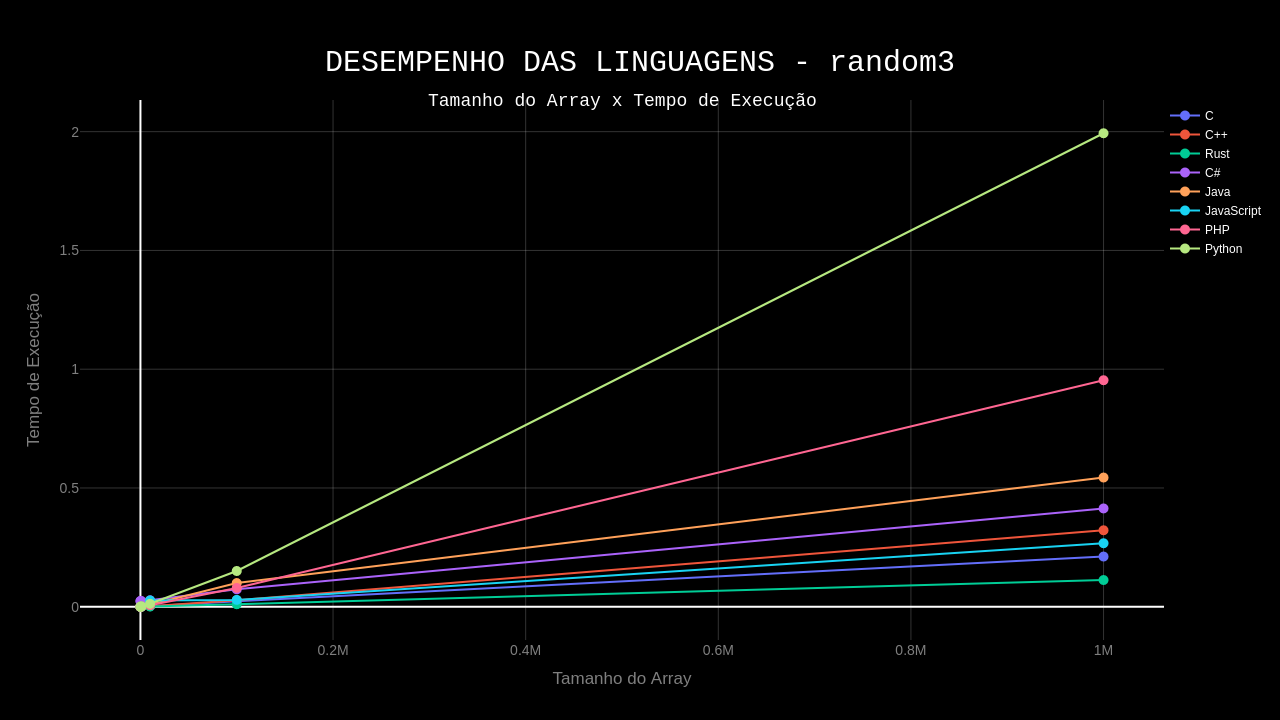 DESEMPENHO DAS LINGUAGENS - random3
Tamanho do Array x Tempo de Execução
C
C++
Rust
C#
Java
JavaScript
PHP
Python
2
1.5
1
0.5
0
Tempo de Execução
0
0.2M
0.4M
0.6M
0.8M
1M
Tamanho do Array